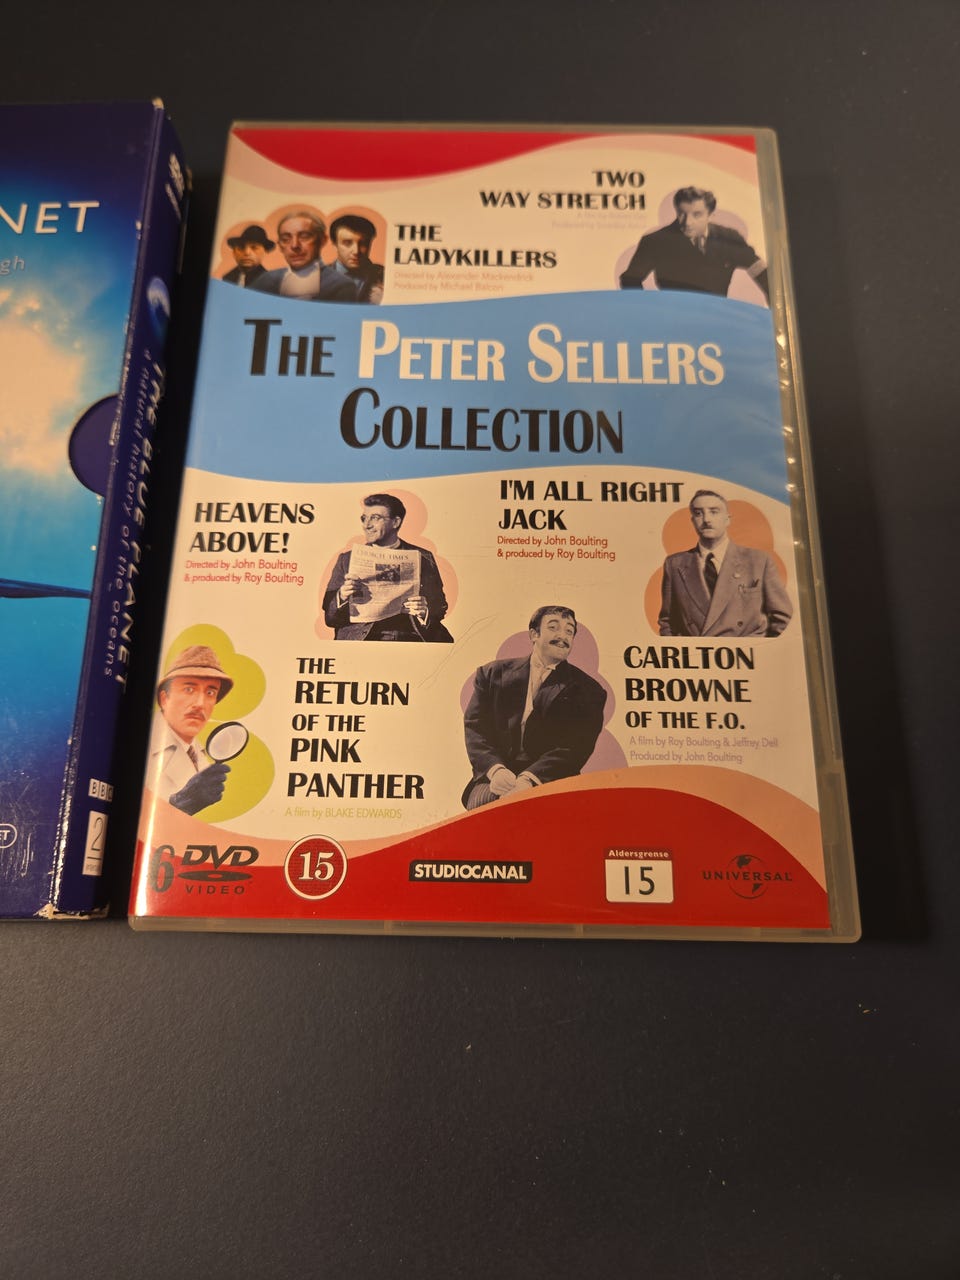 NET
gh
THE BLUE PLANET
a natural history of the oceans
BBC
2
TWO
WAY STRETCH
THE
LADYKILLERS
Directed by Alexander Mackendrick
Produced by Michael Balcon
THE PETER SELLERS
COLLECTION
HEAVENS
ABOVE!
Directed by John Boulting
& produced by Roy Boulting
CHURCH TIMES
I'M ALL RIGHT
JACK
Directed by John Boulting
& produced by Roy Boulting
THE
RETURN
OF THE
PINK
PANTHER
A film by BLAKE EDWARDS
CARLTON
BROWNE
OF THE F.O.
A film by Roy Boulting & Jeffrey Dell
Produced by John Boulting
6 DVD
VIDEO
15
STUDIOCANAL
Aldersgrense
15
UNIVERSAL